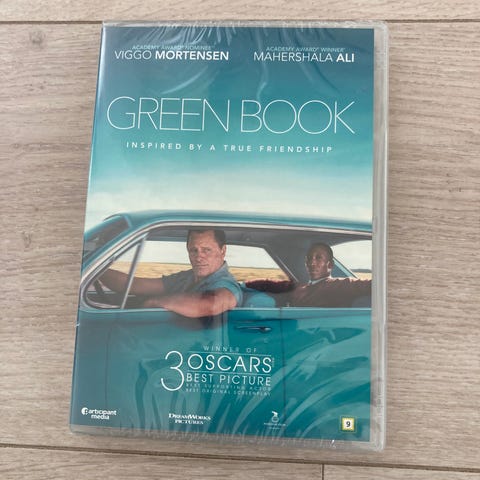 ACADEMY AWARD® NOMINEE
VIGGO MORTENSEN
ACADEMY AWARD® WINNER
MAHERSHALA ALI
GREEN BOOK
INSPIRED BY A TRUE FRIENDSHIP
WINNER OF
3 OSCARS
BEST PICTURE
BEST SUPPORTING ACTOR
BEST ORIGINAL SCREENPLAY
participant
media
DREAMWORKS
PICTURES
9